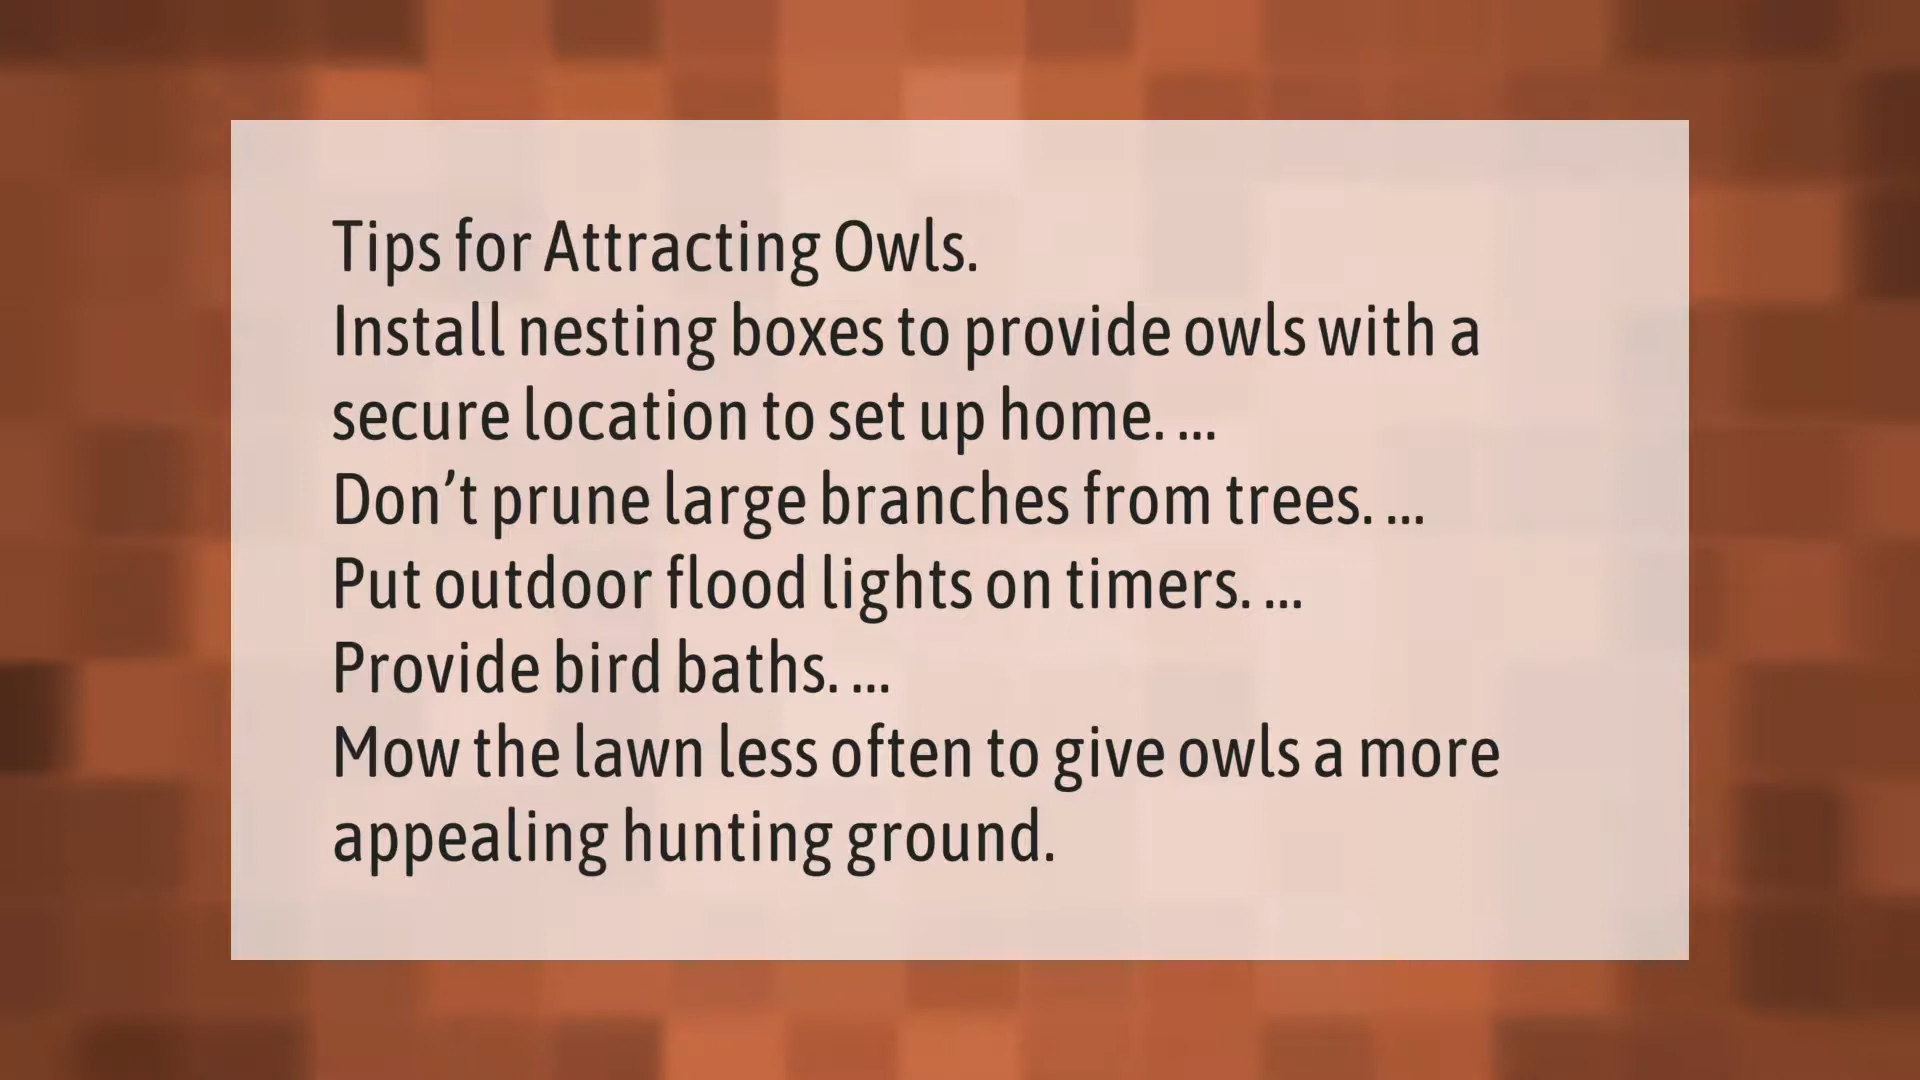 Tips for Attracting Owls.
Install nesting boxes to provide owls with a
secure location to set up home. ...
Don’t prune large branches from trees. ...
Put outdoor flood lights on timers. ...
Provide bird baths. ...
Mow the lawn less often to give owls a more
appealing hunting ground.